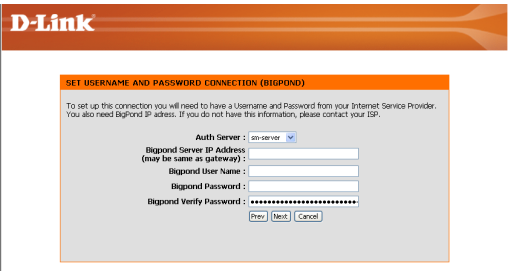 D-Link
SET USERNAME AND PASSWORD CONNECTION (BIGPOND)
To set up this connection you will need to have a Username and Password from your Internet Service Provider.
You also need BigPond IP adress. If you do not have this information, please contact your ISP.
Auth Server : sm-server
Bigpond Server IP Address
(may be same as gateway) :
Bigpond User Name :
Bigpond Password :
Bigpond Verify Password :
Prev Next Cancel